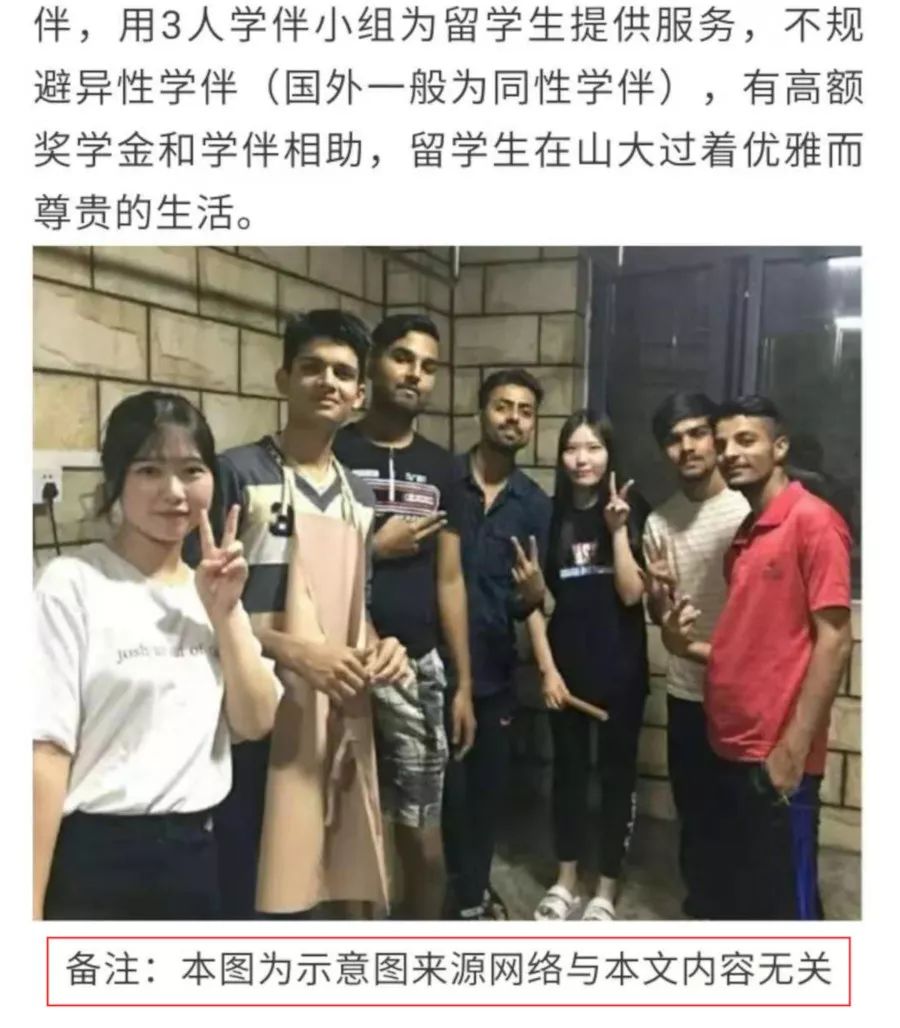 伴，用3人学伴小组为留学生提供服务，不规
避异性学伴（国外一般为同性学伴），有高额
奖学金和学伴相助，留学生在山大过着优雅而
尊贵的生活。
备注：本图为示意图来源网络与本文内容无关